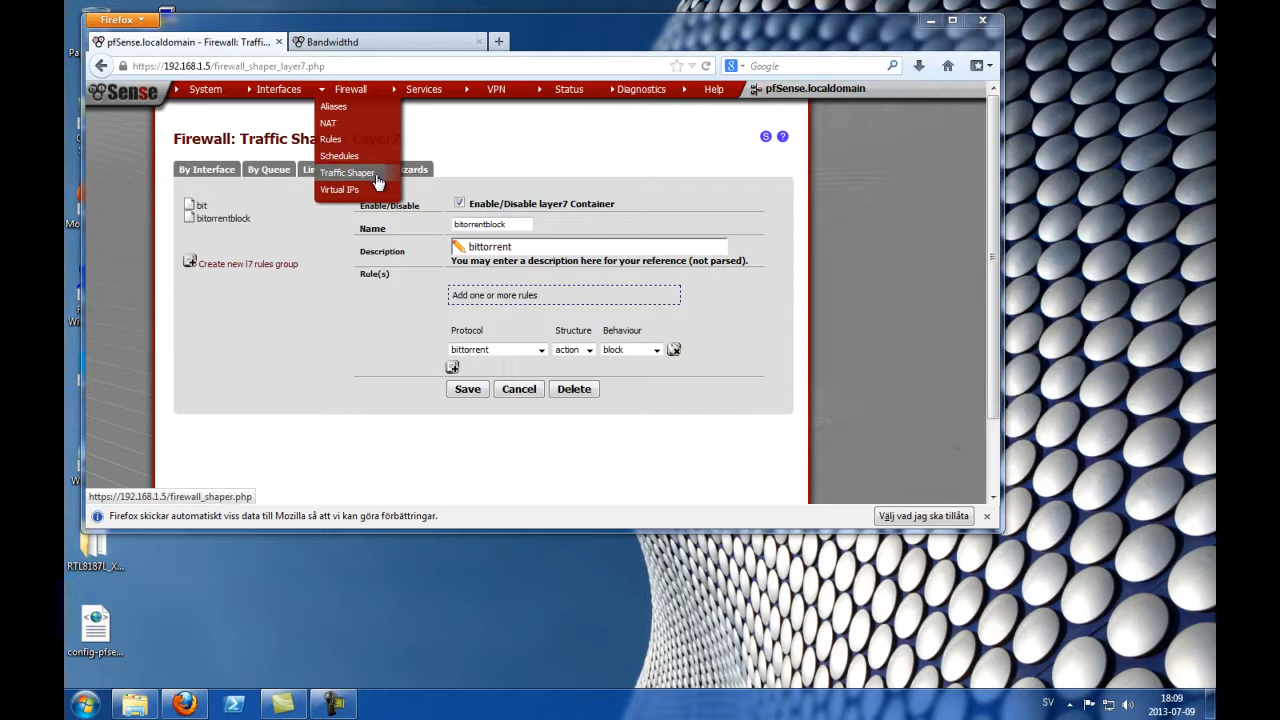 Firefox
pfSense.localdomain - Firewall: Traffi...
Bandwidthd
https://192.168.1.5/firewall_shaper_layer7.php
Google
Sense
System
Interfaces
Firewall
Services
VPN
Status
Diagnostics
Help
pfSense.localdomain
Aliases
NAT
Rules
Schedules
Traffic Shaper
Virtual IPs
Firewall: Traffic Sha
By Interface
By Queue
Li
izards
bit
bitorrentblock
Create new l7 rules group
Enable/Disable
Enable/Disable layer7 Container
Name
bitorrentblock
Description
bittorrent
You may enter a description here for your reference (not parsed).
Rule(s)
Add one or more rules
Protocol
Structure
Behaviour
bittorrent
action
block
Save
Cancel
Delete
https://192.168.1.5/firewall_shaper.php
Firefox skickar automatiskt viss data till Mozilla så att vi kan göra förbättringar.
Välj vad jag ska tillåta
RTL8187L_X...
config-pfse...
SV
18:09
2013-07-09